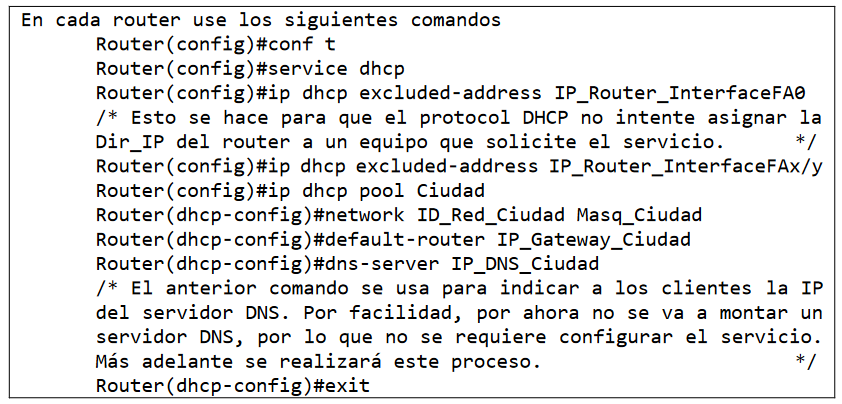 En cada router use los siguientes comandos
Router(config)#conf t
Router(config)#service dhcp
Router(config)#ip dhcp excluded-address IP_Router_InterfaceFA0
/* Esto se hace para que el protocolo DHCP no intente asignar la
Dir_IP del router a un equipo que solicite el servicio. */
Router(config)#ip dhcp excluded-address IP_Router_InterfaceFAx/y
Router(config)#ip dhcp pool Ciudad
Router(dhcp-config)#network ID_Red_Ciudad Masq_Ciudad
Router(dhcp-config)#default-router IP_Gateway_Ciudad
Router(dhcp-config)#dns-server IP_DNS_Ciudad
/* El anterior comando se usa para indicar a los clientes la IP
del servidor DNS. Por facilidad, por ahora no se va a montar un
servidor DNS, por lo que no se requiere configurar el servicio.
Más adelante se realizará este proceso. */
Router(dhcp-config)#exit